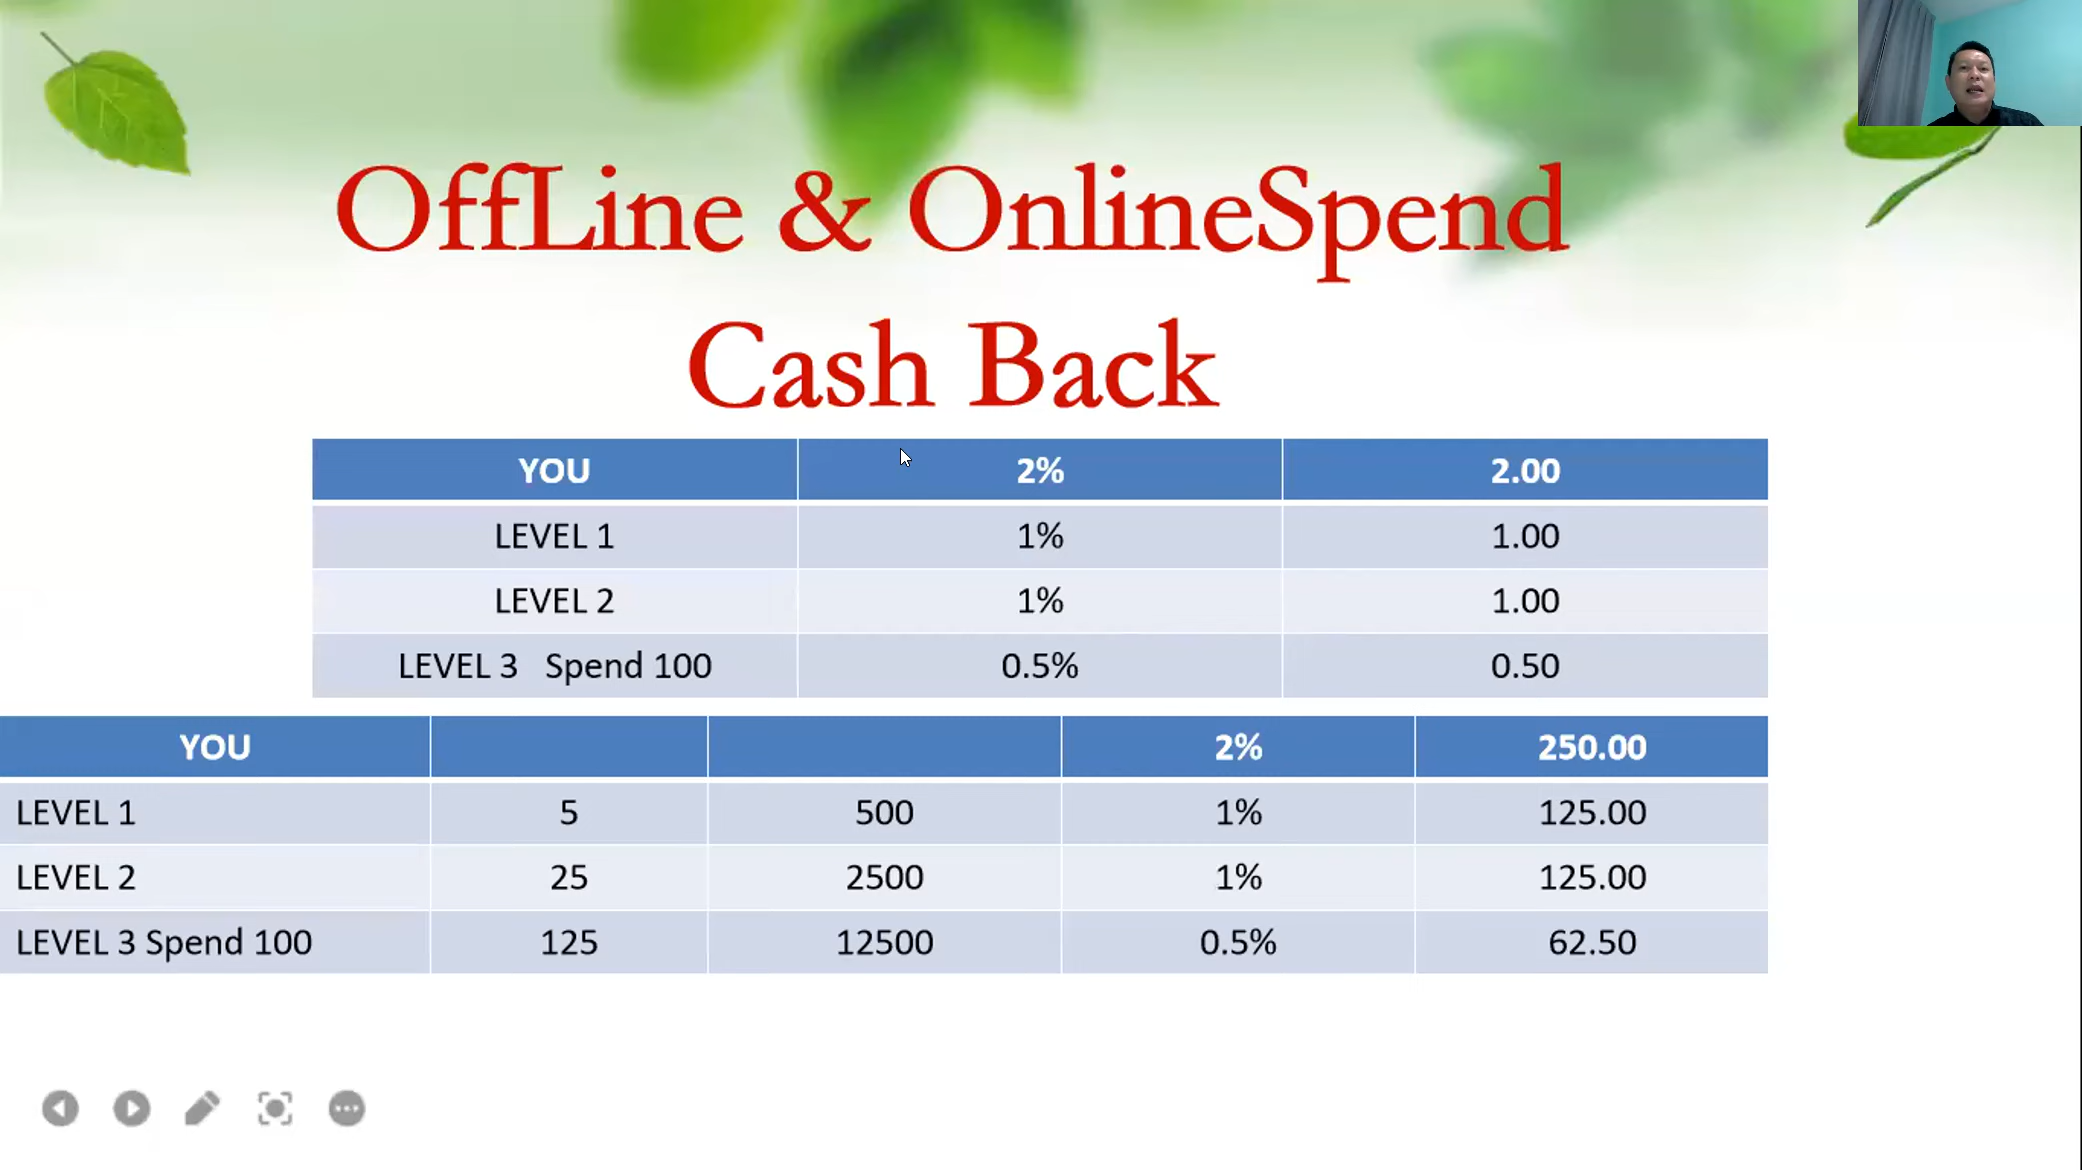 OffLine & OnlineSpend
Cash Back
YOU 2% 2.00
LEVEL 1 1% 1.00
LEVEL 2 1% 1.00
LEVEL 3 Spend 100 0.5% 0.50
YOU 2% 250.00
LEVEL 1 5 500 1% 125.00
LEVEL 2 25 2500 1% 125.00
LEVEL 3 Spend 100 125 12500 0.5% 62.50